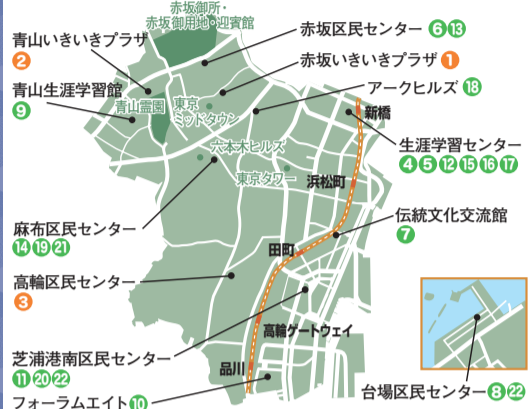 赤坂御所・
赤坂御用地・迎賓館
青山いきいきプラザ
2
青山生涯学習館
9
青山霊園
東京
ミッドタウン
六本木ヒルズ
東京タワー
赤坂区民センター 6 13
赤坂いきいきプラザ 1
アークヒルズ 18
新橋
生涯学習センター
4 5 12 15 16 17
浜松町
伝統文化交流館
7
麻布区民センター
14 19 21
田町
高輪区民センター
3
高輪ゲートウェイ
芝浦港南区民センター
11 20 22
品川
フォーラムエイト 10
台場区民センター 8 22